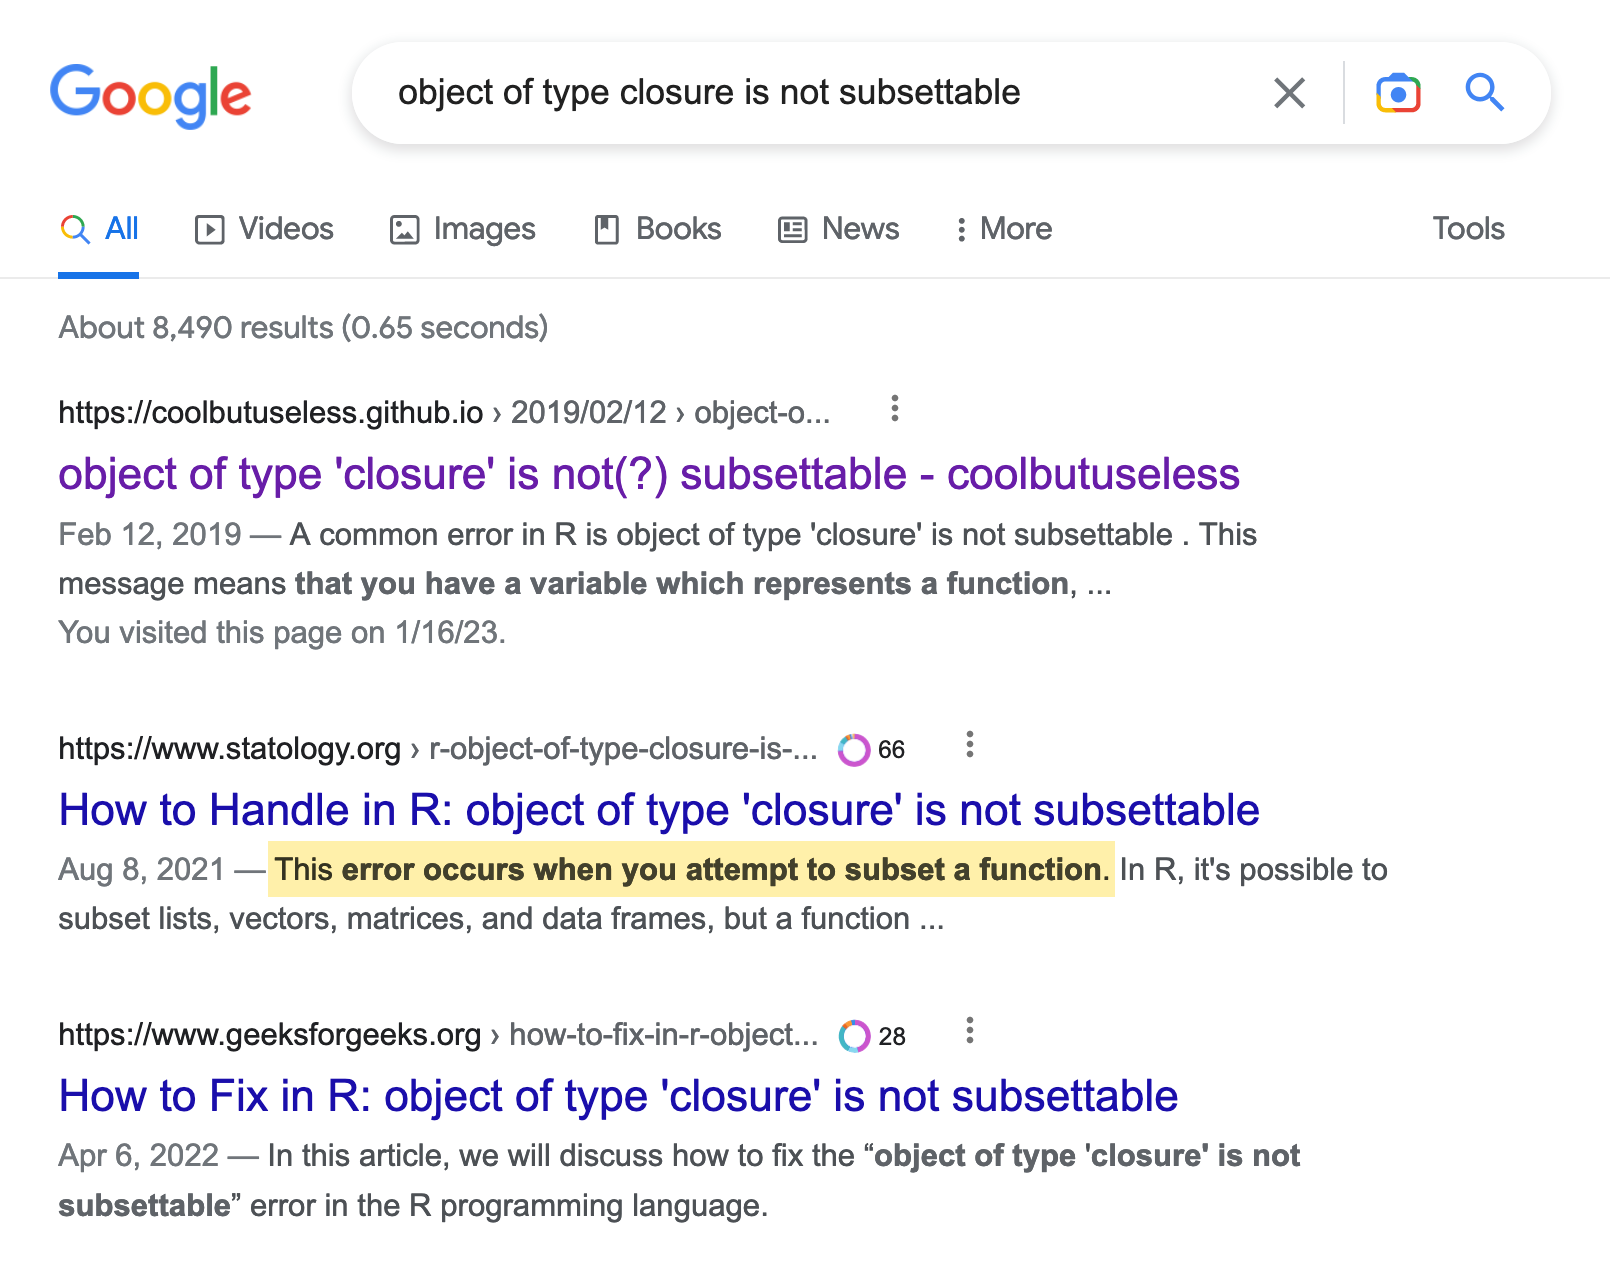 Google
object of type closure is not subsettable
All Videos Images Books News More Tools
About 8,490 results (0.65 seconds)
https://coolbutuseless.github.io › 2019/02/12 › object-o...
object of type 'closure' is not(?) subsettable - coolbutuseless
Feb 12, 2019 — A common error in R is object of type 'closure' is not subsettable . This
message means that you have a variable which represents a function, ...
You visited this page on 1/16/23.
https://www.statology.org › r-object-of-type-closure-is-... 66
How to Handle in R: object of type 'closure' is not subsettable
Aug 8, 2021 — This error occurs when you attempt to subset a function. In R, it's possible to
subset lists, vectors, matrices, and data frames, but a function ...
https://www.geeksforgeeks.org › how-to-fix-in-r-object... 28
How to Fix in R: object of type 'closure' is not subsettable
Apr 6, 2022 — In this article, we will discuss how to fix the “object of type 'closure' is not
subsettable” error in the R programming language.